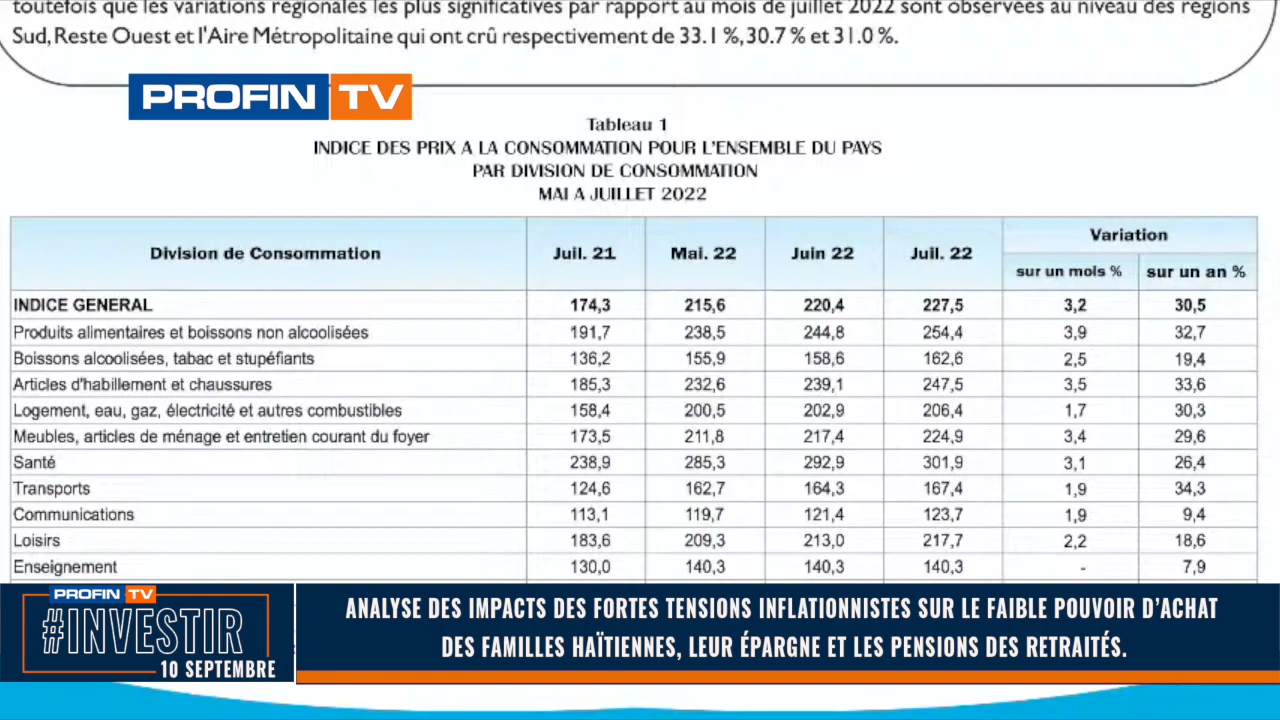 toutefois que les variations régionales les plus significatives par rapport au mois de juillet 2022 sont observées au niveau des régions
Sud, Reste Ouest et l'Aire Métropolitaine qui ont crû respectivement de 33.1 %, 30.7 % et 31.0 %.
PROFIN TV
Tableau 1
INDICE DES PRIX A LA CONSOMMATION POUR L'ENSEMBLE DU PAYS
PAR DIVISION DE CONSOMMATION
MAI A JUILLET 2022
Division de Consommation Juil. 21 Mai. 22 Juin 22 Juil. 22 Variation
sur un mois % sur un an %
INDICE GENERAL 174,3 215,6 220,4 227,5 3,2 30,5
Produits alimentaires et boissons non alcoolisées 191,7 238,5 244,8 254,4 3,9 32,7
Boissons alcoolisées, tabac et stupéfiants 136,2 155,9 158,6 162,6 2,5 19,4
Articles d'habillement et chaussures 185,3 232,6 239,1 247,5 3,5 33,6
Logement, eau, gaz, électricité et autres combustibles 158,4 200,5 202,9 206,4 1,7 30,3
Meubles, articles de ménage et entretien courant du foyer 173,5 211,8 217,4 224,9 3,4 29,6
Santé 238,9 285,3 292,9 301,9 3,1 26,4
Transports 124,6 162,7 164,3 167,4 1,9 34,3
Communications 113,1 119,7 121,4 123,7 1,9 9,4
Loisirs 183,6 209,3 213,0 217,7 2,2 18,6
Enseignement 130,0 140,3 140,3 140,3 - 7,9
PROFIN TV
#INVESTIR
10 SEPTEMBRE
ANALYSE DES IMPACTS DES FORTES TENSIONS INFLATIONNISTES SUR LE FAIBLE POUVOIR D'ACHAT
DES FAMILLES HAÏTIENNES, LEUR ÉPARGNE ET LES PENSIONS DES RETRAITÉS.